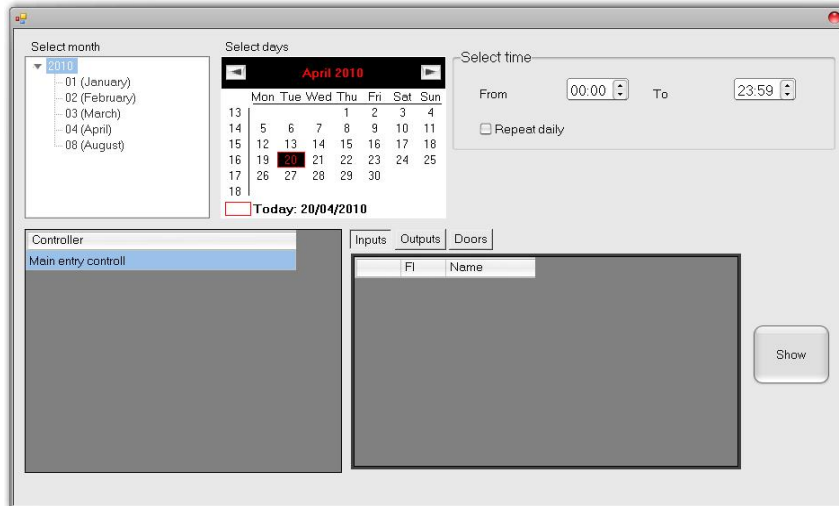 Select month
2010
01 (January)
02 (February)
03 (March)
04 (April)
08 (August)
Select days
April 2010
Mon Tue Wed Thu Fri Sat Sun
13 1 2 3 4
14 5 6 7 8 9 10 11
15 12 13 14 15 16 17 18
16 19 20 21 22 23 24 25
17 26 27 28 29 30
18
Today: 20/04/2010
Select time
From 00:00 To 23:59
Repeat daily
Controller
Main entry controll
Inputs Outputs Doors
FI Name
Show